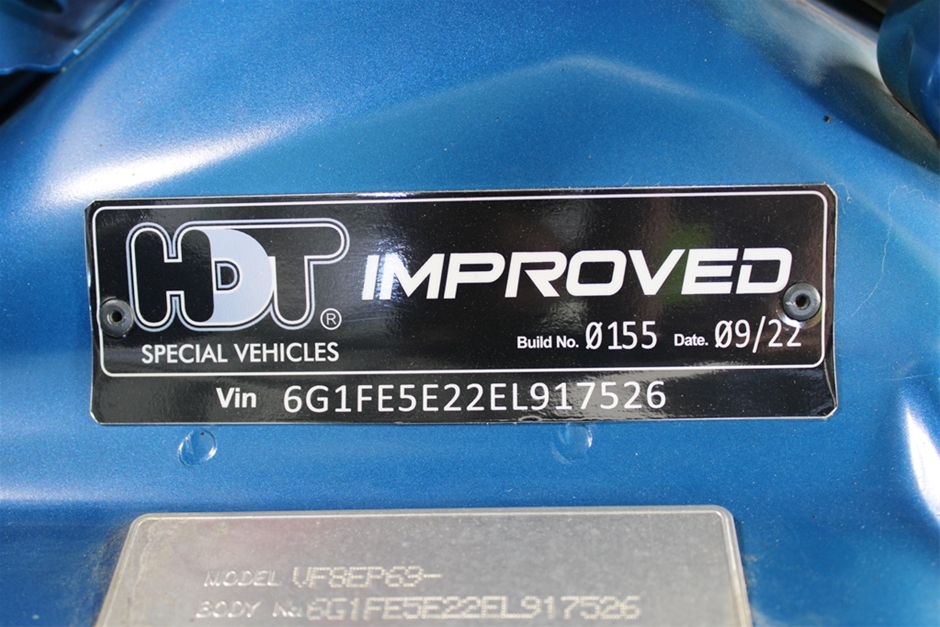 HDT IMPROVED
®
SPECIAL VEHICLES Build No. Ø155 Date. Ø9/22
Vin 6G1FE5E22EL917526
MODEL VF8EP69-
BODY No 6G1FE5E22EL917526